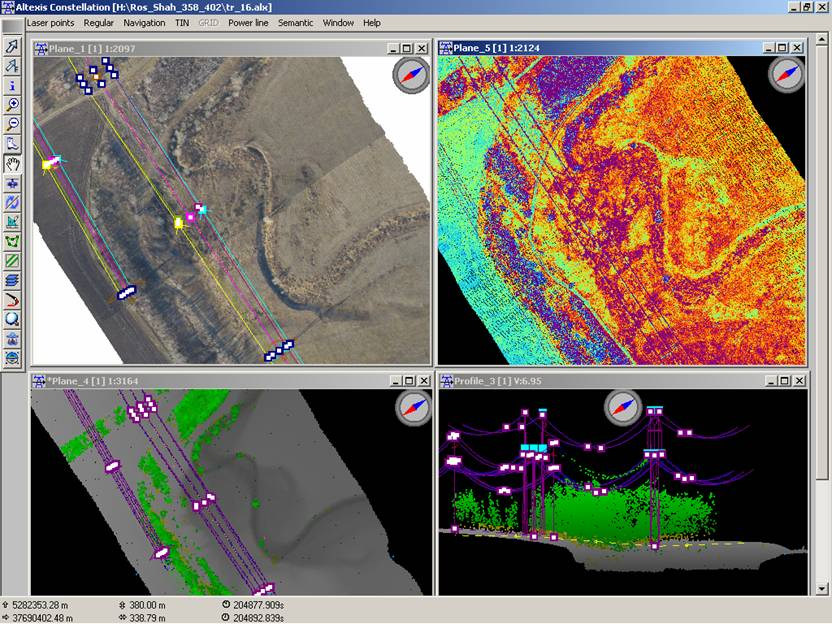 Altexis Constellation [H:\Ros_Shah_358_402\tr_16.alx]
Laser points Regular Navigation TIN GRID Power line Semantic Window Help
Plane_1 [1] 1:2097
Plane_5 [1] 1:2124
*Plane_4 [1] 1:3164
Profile_3 [1] V:6.95
5282353.28 m 380.00 m 204877.909s
37690402.48 m 338.79 m 204892.839s